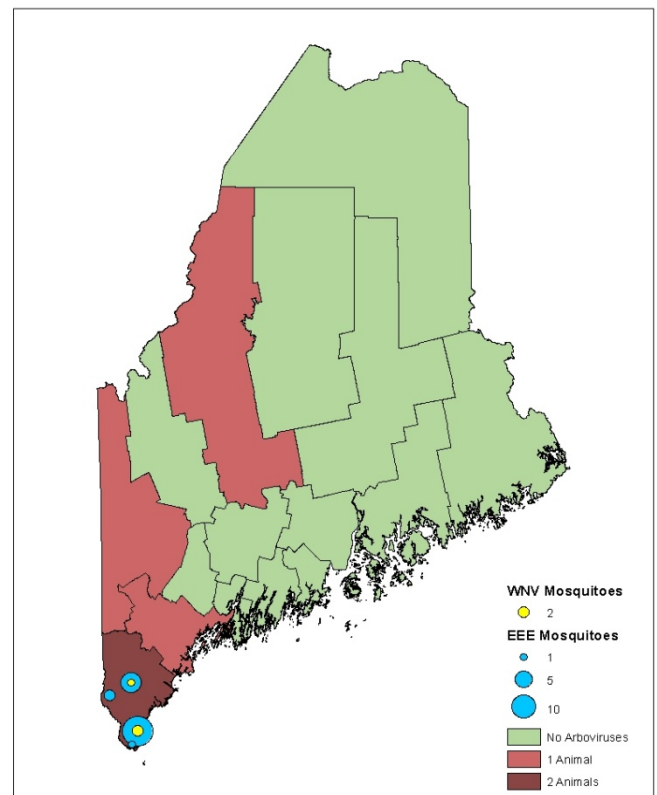 WNV Mosquitoes
2
EEE Mosquitoes
1
5
10
No Arboviruses
1 Animal
2 Animals